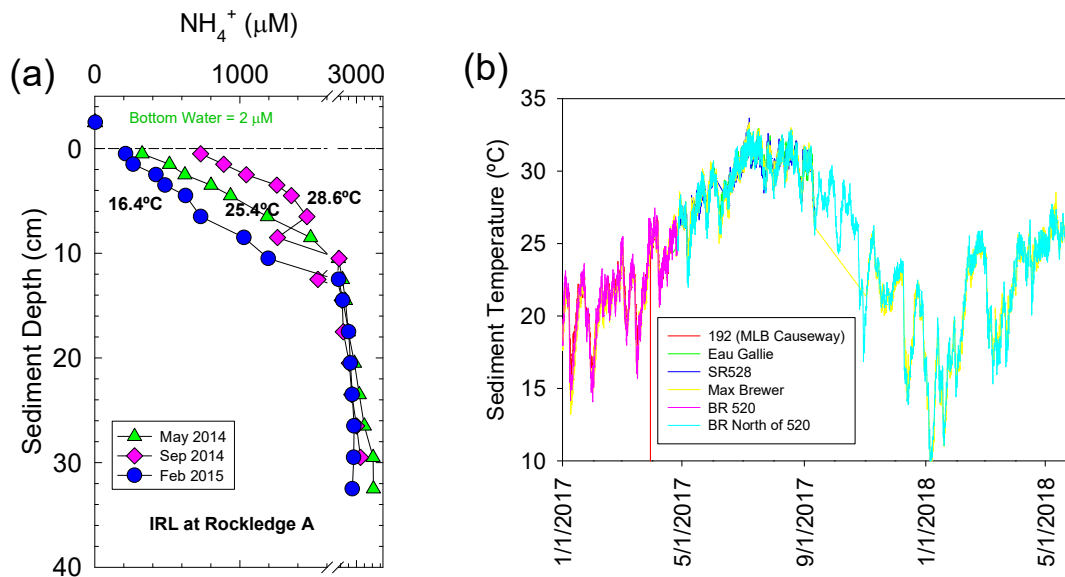 NH₄⁺ (μM)
(a)
0 1000 3000
Bottom Water = 2 μM
0
10
20
30
40
Sediment Depth (cm)
16.4ºC
25.4ºC
28.6ºC
May 2014
Sep 2014
Feb 2015
IRL at Rockledge A
(b)
35
30
25
20
15
10
Sediment Temperature (ºC)
192 (MLB Causeway)
Eau Gallie
SR528
Max Brewer
BR 520
BR North of 520
1/1/2017
5/1/2017
9/1/2017
1/1/2018
5/1/2018